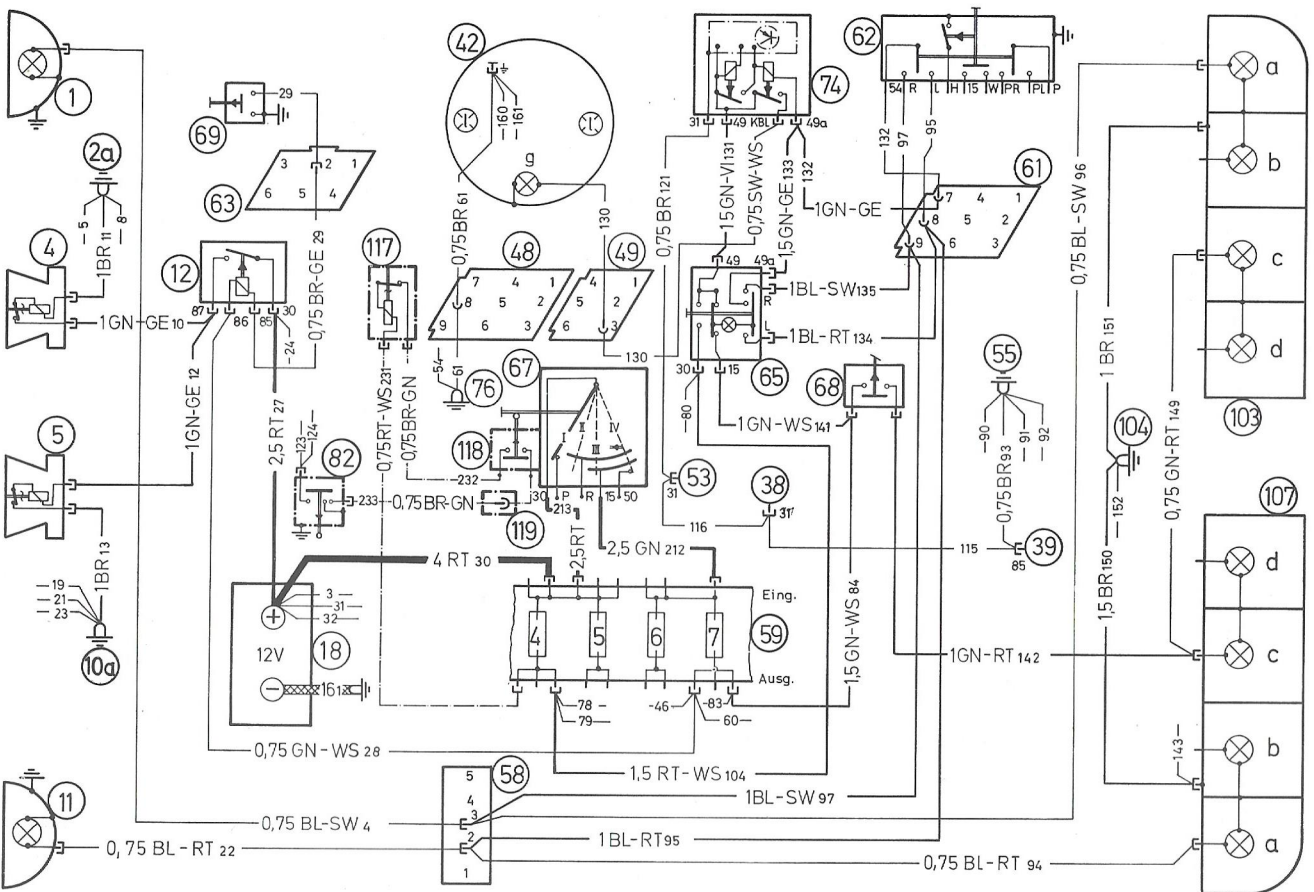 1
2a
4
5
10a
11
1BR 11
5
8
1GN-GE 10
1GN-GE 12
1BR 13
19
21
23
69
29
63
3 2 1
6 5 4
12
87 86 85 30
24
0,75 BR-GE 29
2,5 RT 27
42
g
160
161
0,75 BR 61
130
117
48
7 4 1
8 5 2
9 6 3
49
4 1
5 2
6 3
130
54
61
76
0,75RT-WS 231
0,75BR-GN
67
I II III IV
30 P R 15 50
213
118
232
82
123
124
233
0,75 BR-GN
119
2,5RT
2,5 GN 212
4 RT 30
18
12V
+
−
3
31
32
161
59
Eing.
4 5 6 7
Ausg.
78
79
46
83
60
0,75 GN-WS 28
1,5 RT-WS 104
58
5
4
3
2
1
0,75 BL-SW 4
0,75 BL-RT 22
1BL-SW 97
1BL-RT 95
0,75 BL-RT 94
74
31 49 KBL 49a
0,75 BR 121
1,5 GN-VI 131
0,75 SW-WS
1,5 GN-GE 133
132
1GN-GE
62
54 R L H 15 W PR PL P
132
97
95
61
7 4 1
8 5 2
9 6 3
65
49 49a
R
L
30 15
1BL-SW 135
1BL-RT 134
80
1GN-WS 141
68
53
31
38
31
116
115
55
90
91
92
0,75BR 93
39
85
1,5 GN-WS 84
1GN-RT 142
0,75 BL-SW 96
1 BR 151
0,75 GN-RT 149
104
152
1,5 BR 150
143
103
a
b
c
d
107
d
c
b
a